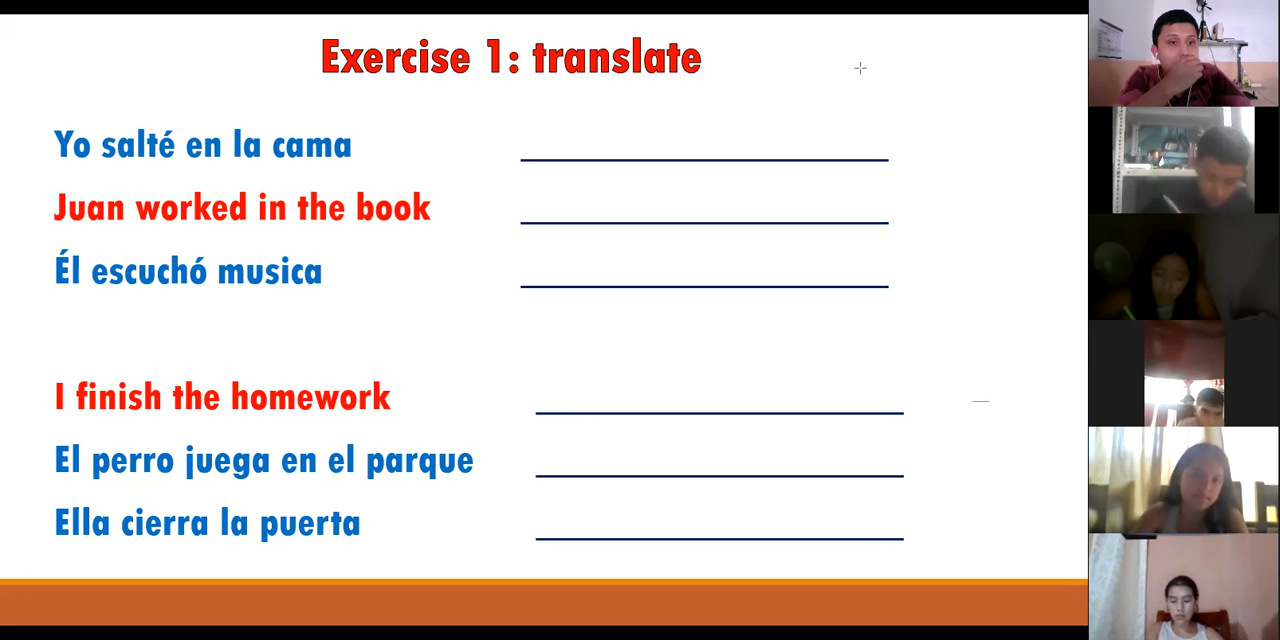 Exercise 1: translate
Yo salté en la cama
Juan worked in the book
Él escuchó musica
I finish the homework
El perro juega en el parque
Ella cierra la puerta